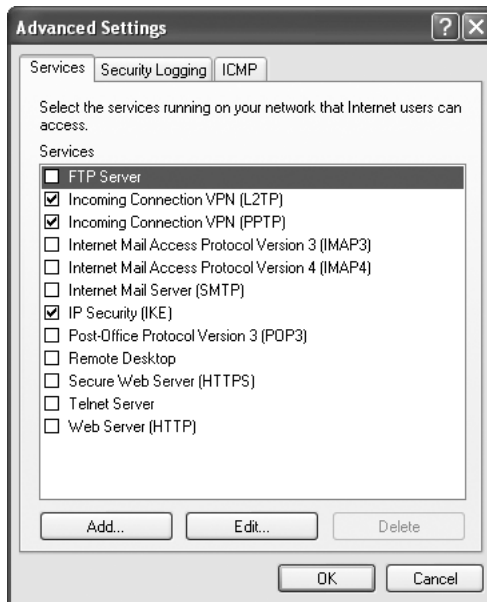 Advanced Settings
Services Security Logging ICMP
Select the services running on your network that Internet users can
access.
Services
FTP Server
Incoming Connection VPN (L2TP)
Incoming Connection VPN (PPTP)
Internet Mail Access Protocol Version 3 (IMAP3)
Internet Mail Access Protocol Version 4 (IMAP4)
Internet Mail Server (SMTP)
IP Security (IKE)
Post-Office Protocol Version 3 (POP3)
Remote Desktop
Secure Web Server (HTTPS)
Telnet Server
Web Server (HTTP)
Add... Edit... Delete
OK Cancel